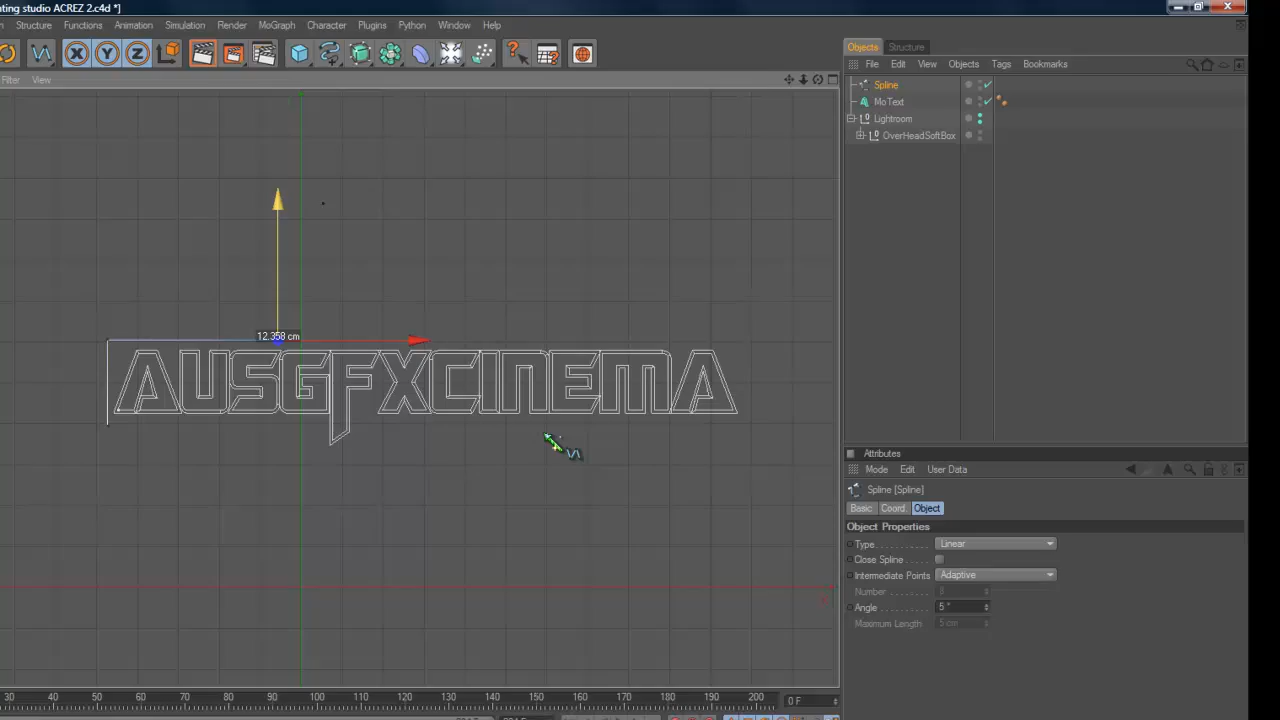 nting studio ACREZ 2.c4d *]
Structure Functions Animation Simulation Render MoGraph Character Plugins Python Window Help
X Y Z
Filter View
Objects Structure
File Edit View Objects Tags Bookmarks
Spline
MoText
Lightroom
OverHeadSoftBox
12.358 cm
AUSGFXCINEMA
Attributes
Mode Edit User Data
Spline [Spline]
Basic Coord. Object
Object Properties
Type Linear
Close Spline
Intermediate Points Adaptive
Number 8
Angle 5 °
Maximum Length 5 cm
30 40 50 60 70 80 90 100 110 120 130 140 150 160 170 180 190 200 0 F